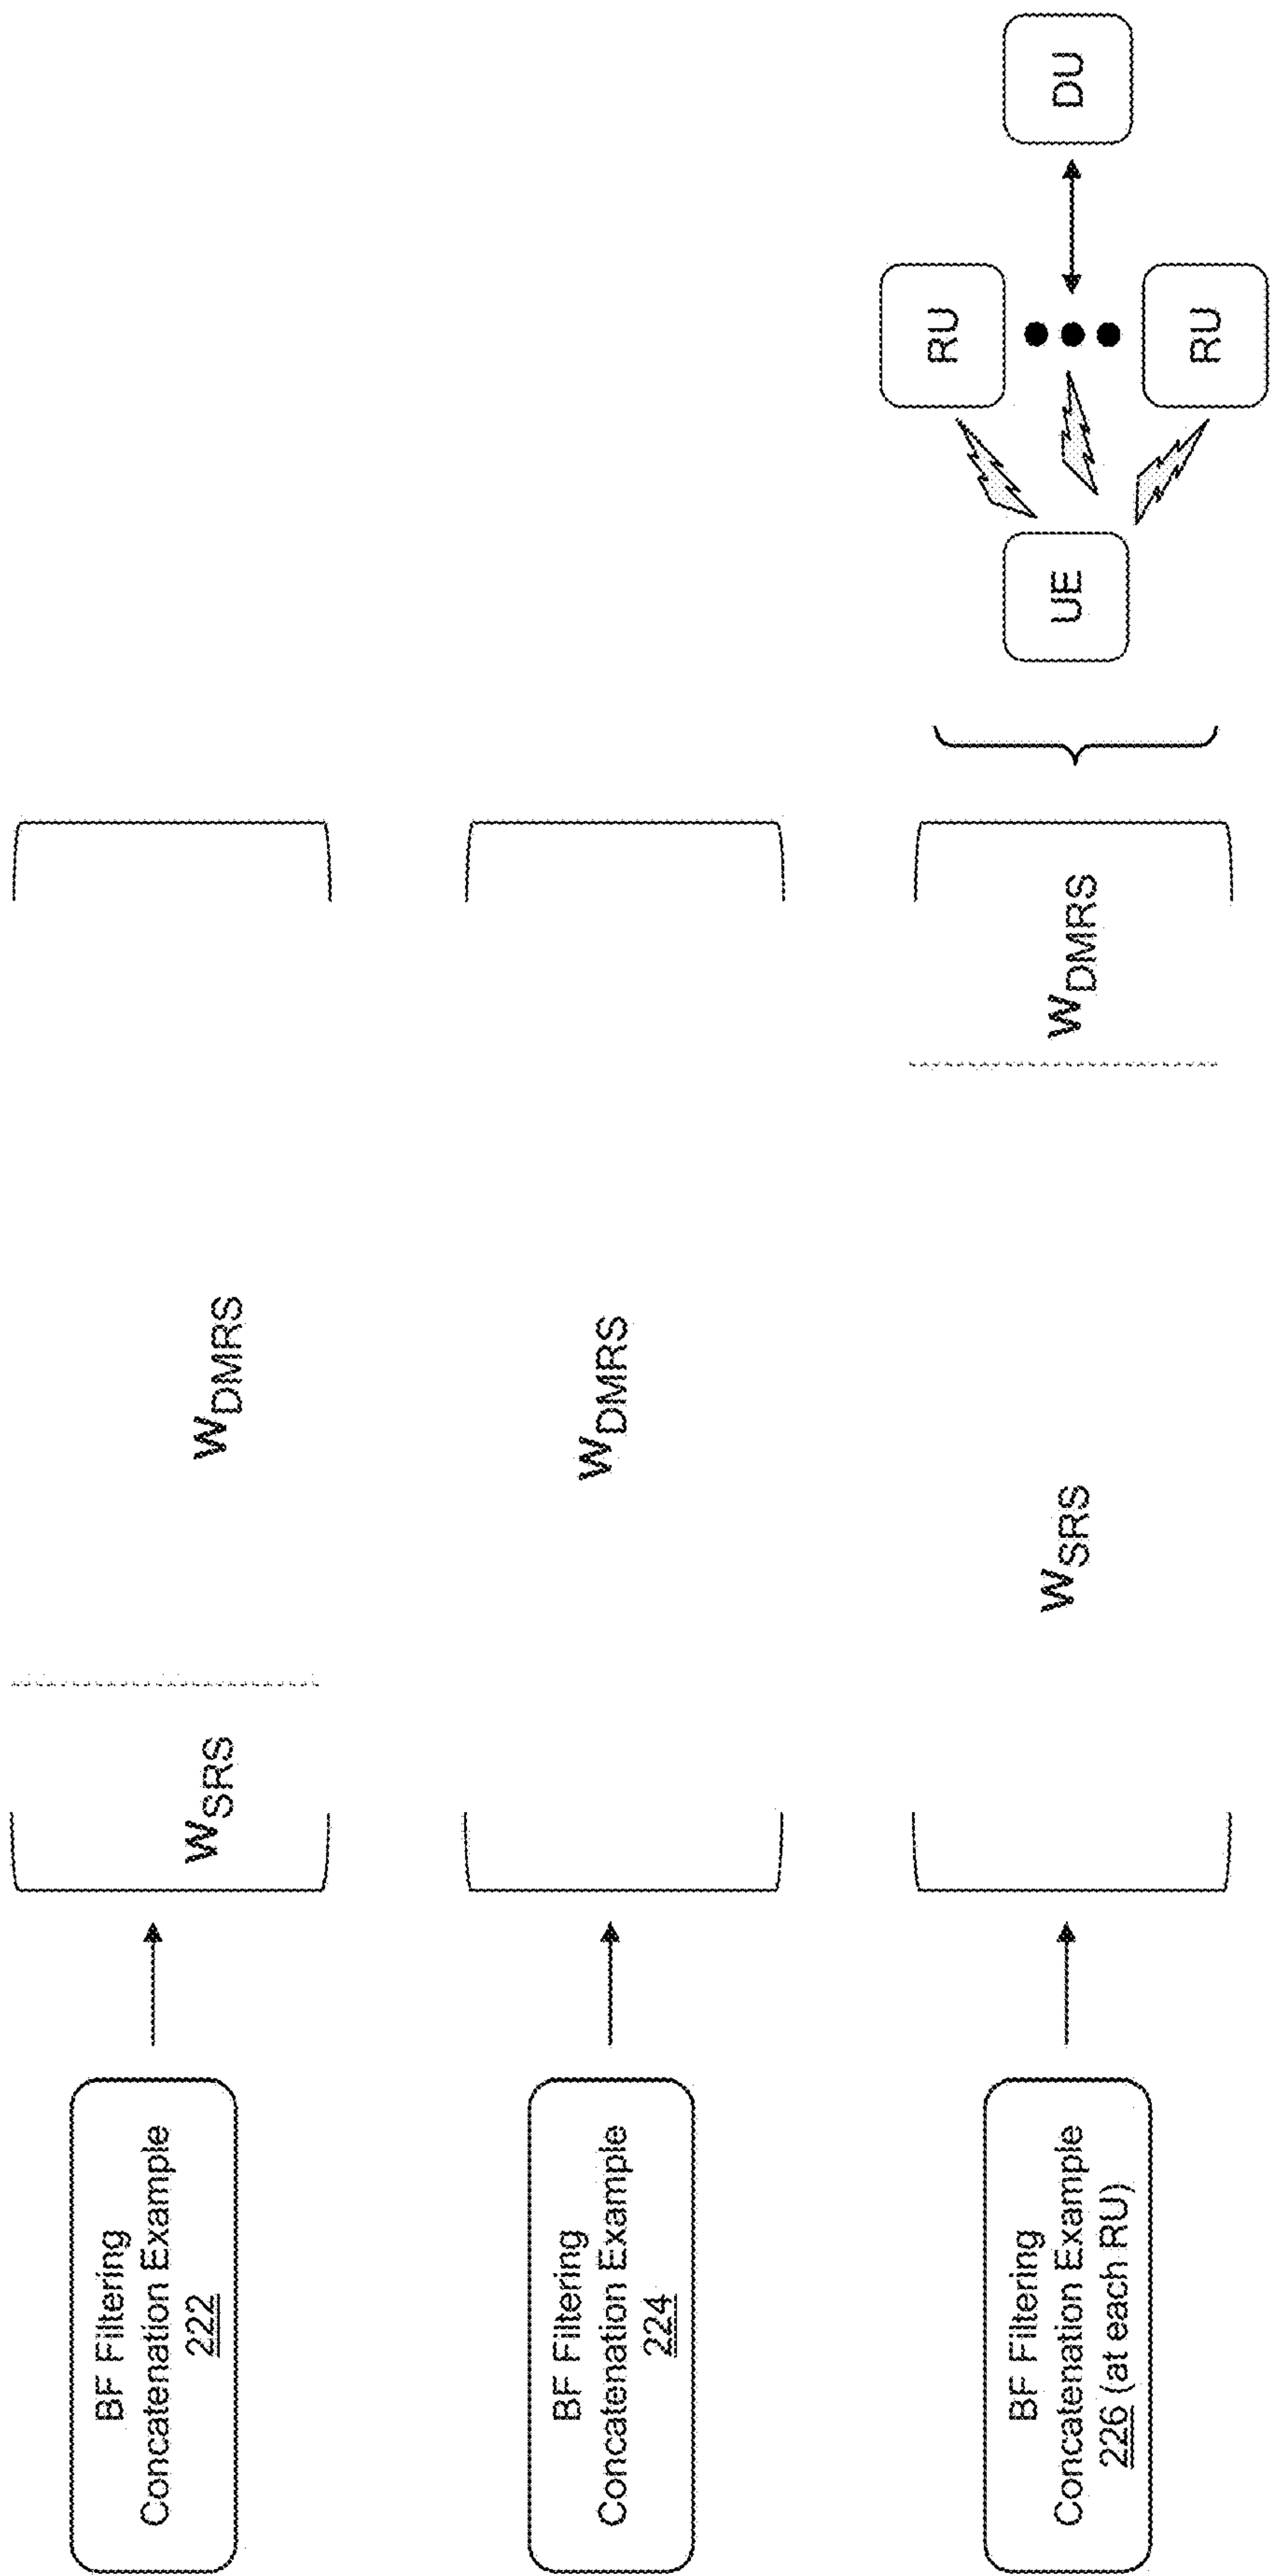 BF Filtering
Concatenation Example
222
W_SRS
W_DMRS
BF Filtering
Concatenation Example
224
W_DMRS
BF Filtering
Concatenation Example
226 (at each RU)
W_SRS
W_DMRS
UE
RU
RU
DU